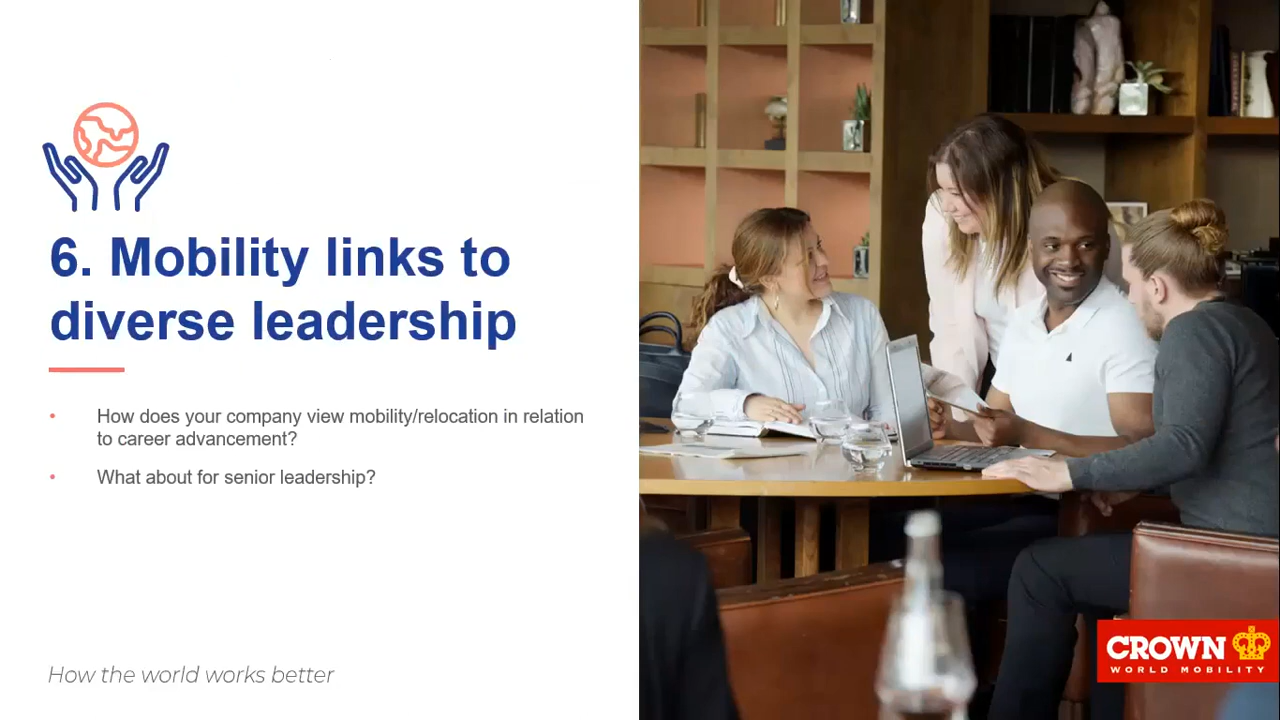 6. Mobility links to
diverse leadership
• How does your company view mobility/relocation in relation
to career advancement?
• What about for senior leadership?
How the world works better
CROWN
WORLD MOBILITY